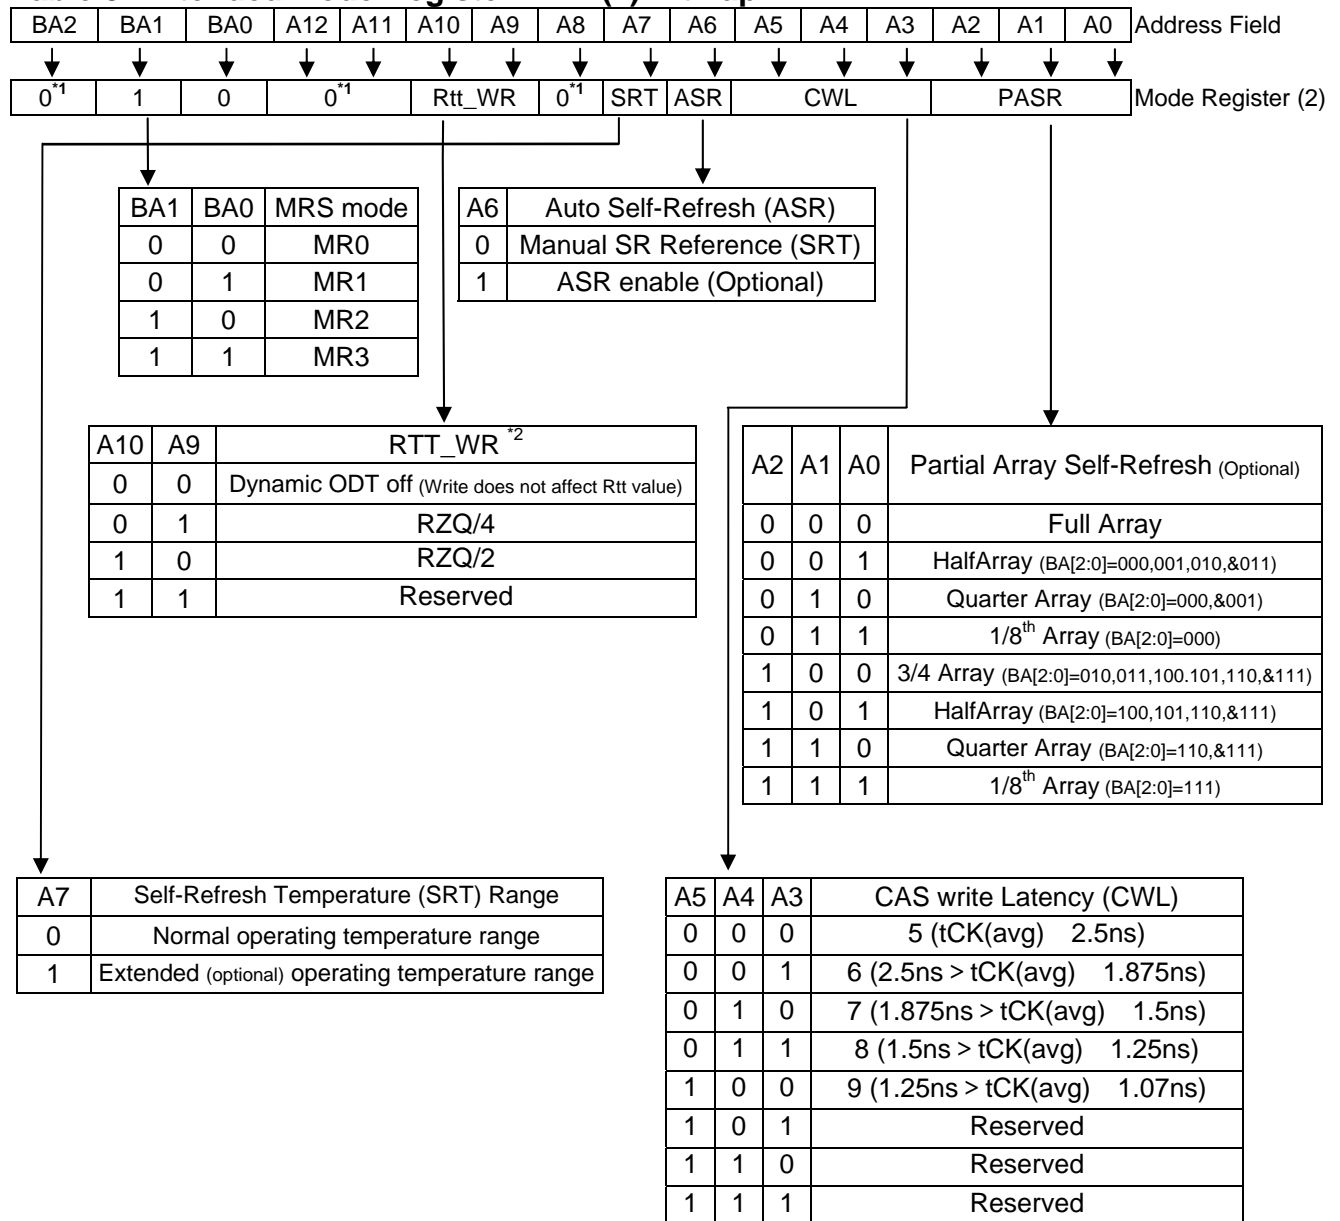 BA2 BA1 BA0 A12 A11 A10 A9 A8 A7 A6 A5 A4 A3 A2 A1 A0 Address Field
0*1 1 0 0*1 Rtt_WR 0*1 SRT ASR CWL PASR Mode Register (2)
BA1 BA0 MRS mode
0 0 MR0
0 1 MR1
1 0 MR2
1 1 MR3
A6 Auto Self-Refresh (ASR)
0 Manual SR Reference (SRT)
1 ASR enable (Optional)
A10 A9 RTT_WR *2
0 0 Dynamic ODT off (Write does not affect Rtt value)
0 1 RZQ/4
1 0 RZQ/2
1 1 Reserved
A2 A1 A0 Partial Array Self-Refresh (Optional)
0 0 0 Full Array
0 0 1 HalfArray (BA[2:0]=000,001,010,&011)
0 1 0 Quarter Array (BA[2:0]=000,&001)
0 1 1 1/8th Array (BA[2:0]=000)
1 0 0 3/4 Array (BA[2:0]=010,011,100.101,110,&111)
1 0 1 HalfArray (BA[2:0]=100,101,110,&111)
1 1 0 Quarter Array (BA[2:0]=110,&111)
1 1 1 1/8th Array (BA[2:0]=111)
A7 Self-Refresh Temperature (SRT) Range
0 Normal operating temperature range
1 Extended (optional) operating temperature range
A5 A4 A3 CAS write Latency (CWL)
0 0 0 5 (tCK(avg) 2.5ns)
0 0 1 6 (2.5ns > tCK(avg) 1.875ns)
0 1 0 7 (1.875ns > tCK(avg) 1.5ns)
0 1 1 8 (1.5ns > tCK(avg) 1.25ns)
1 0 0 9 (1.25ns > tCK(avg) 1.07ns)
1 0 1 Reserved
1 1 0 Reserved
1 1 1 Reserved